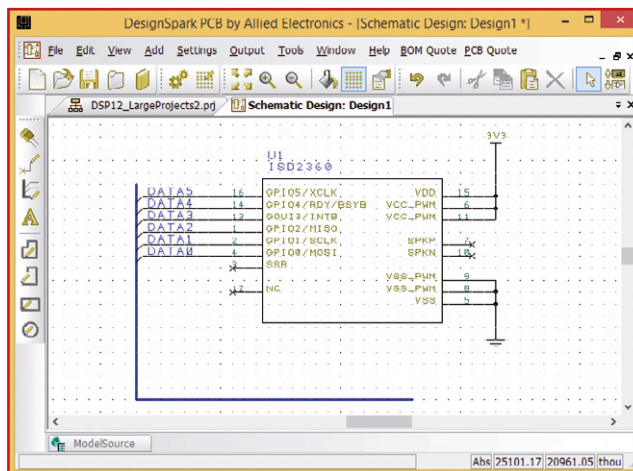 DesignSpark PCB by Allied Electronics - [Schematic Design: Design1 *]
File Edit View Add Settings Output Tools Window Help BOM Quote PCB Quote
DSP12_LargeProjects2.prj Schematic Design: Design1
3V3
U1
ISD2360
DATA5 16 GPIO5/XCLK VDD 15
DATA4 14 GPIO4/RDY/BSYB VCC_PWM 6
DATA3 13 GOUI3/INTB VCC_PWM 11
DATA2 1 GPIO2/MISO
DATA1 2 GPIO1/SCLK SPKP 7
DATA0 4 GPIO0/MOSI SPKN 10
3 SSB
VSS_PWM 9
12 NC VSS_PWM 8
VSS 5
ModelSource
Abs 25101.17 20961.05 thou